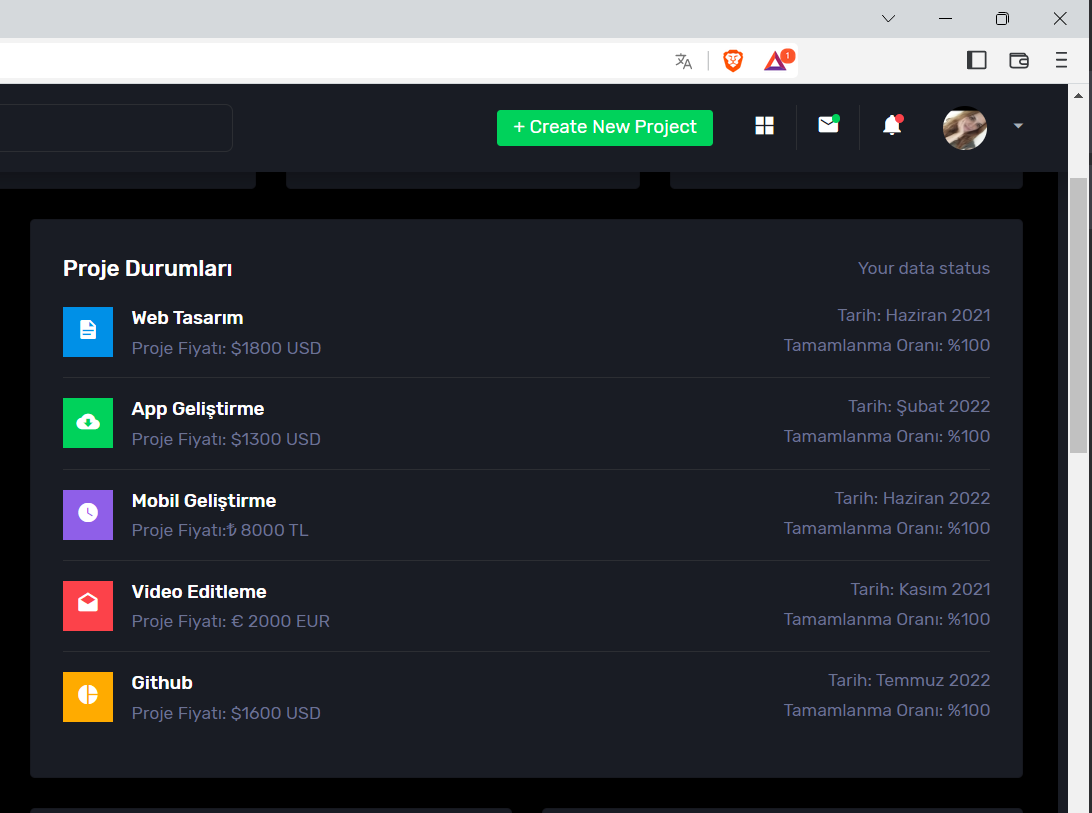 1
+ Create New Project
Proje Durumları
Your data status
Web Tasarım
Proje Fiyatı: $1800 USD
Tarih: Haziran 2021
Tamamlanma Oranı: %100
App Geliştirme
Proje Fiyatı: $1300 USD
Tarih: Şubat 2022
Tamamlanma Oranı: %100
Mobil Geliştirme
Proje Fiyatı:₺ 8000 TL
Tarih: Haziran 2022
Tamamlanma Oranı: %100
Video Editleme
Proje Fiyatı: € 2000 EUR
Tarih: Kasım 2021
Tamamlanma Oranı: %100
Github
Proje Fiyatı: $1600 USD
Tarih: Temmuz 2022
Tamamlanma Oranı: %100